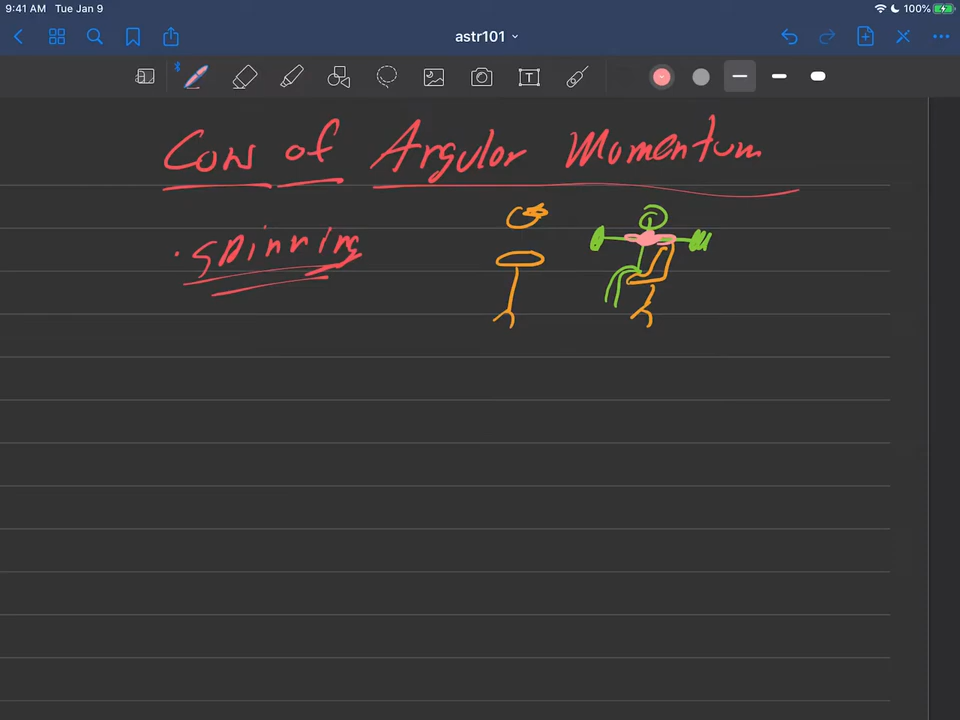 9:41 AM Tue Jan 9
100%
astr101
T
Cons of Angular Momentum
· spinning